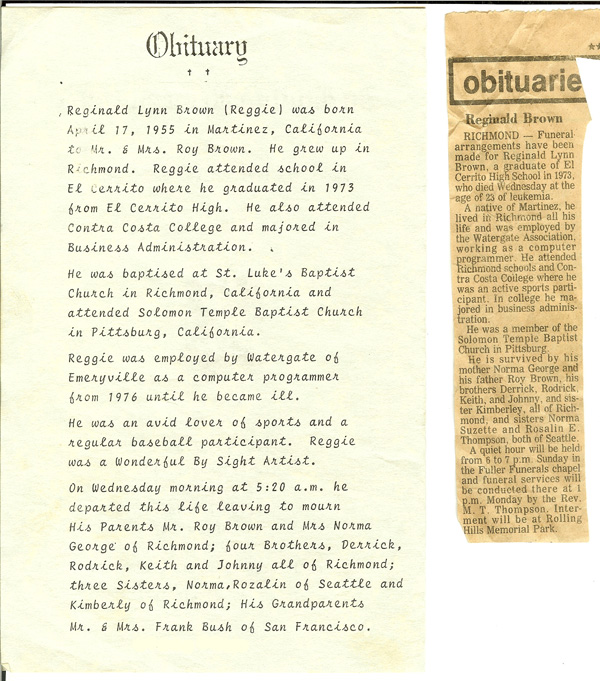 Obituary
† †
Reginald Lynn Brown (Reggie) was born
April 17, 1955 in Martinez, California
to Mr. & Mrs. Roy Brown. He grew up in
Richmond. Reggie attended school in
El Cerrito where he graduated in 1973
from El Cerrito High. He also attended
Contra Costa College and majored in
Business Administration.
He was baptised at St. Luke's Baptist
Church in Richmond, California and
attended Solomon Temple Baptist Church
in Pittsburg, California.
Reggie was employed by Watergate of
Emeryville as a computer programmer
from 1976 until he became ill.
He was an avid lover of sports and a
regular baseball participant. Reggie
was a Wonderful By Sight Artist.
On Wednesday morning at 5:20 a.m. he
departed this life leaving to mourn
His Parents Mr. Roy Brown and Mrs Norma
George of Richmond; four Brothers, Derrick,
Rodrick, Keith and Johnny all of Richmond;
three Sisters, Norma,Rozalin of Seattle and
Kimberly of Richmond; His Grandparents
Mr. & Mrs. Frank Bush of San Francisco.
★★
obituarie
Reginald Brown
RICHMOND — Funeral
arrangements have been
made for Reginald Lynn
Brown, a graduate of El
Cerrito High School in 1973,
who died Wednesday at the
age of 23 of leukemia.
A native of Martinez, he
lived in Richmond all his
life and was employed by
the Watergate Association,
working as a computer
programmer. He attended
Richmond schools and Con-
tra Costa College where he
was an active sports parti-
cipant. In college he ma-
jored in business adminis-
tration.
He was a member of the
Solomon Temple Baptist
Church in Pittsburg.
He is survived by his
mother Norma George and
his father Roy Brown, his
brothers Derrick, Rodrick,
Keith, and Johnny, and sis-
ter Kimberley, all of Rich-
mond, and sisters Norma
Suzette and Rosalin E.
Thompson, both of Seattle.
A quiet hour will be held
from 6 to 7 p.m. Sunday in
the Fuller Funerals chapel
and funeral services will
be conducted there at 1
p.m. Monday by the Rev.
M. T. Thompson. Inter-
ment will be at Rolling
Hills Memorial Park.